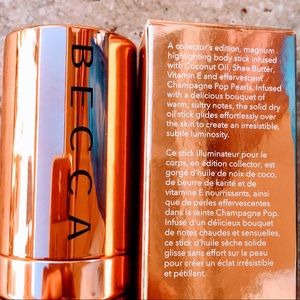 BECCA
A collector's edition, magnum
highlighting body stick infused
with Coconut Oil, Shea Butter,
Vitamin E and effervescent
Champagne Pop Pearls. Infused
with a delicious bouquet of
warm, sultry notes, the solid dry
oil stick glides effortlessly over
the skin to create an irresistible,
subtle luminosity.
Ce stick illuminateur pour le
corps, en édition collector, est
gorgé d'huile de noix de coco,
de beurre de karité et de
vitamine E nourrissants, ainsi
que de perles effervescentes
dans la teinte Champagne Pop.
Infusé d'un délicieux bouquet
de notes chaudes et sensuelles,
ce stick d'huile sèche solide
glisse sans effort sur la peau
pour créer un éclat irrésistible
et pétillant.